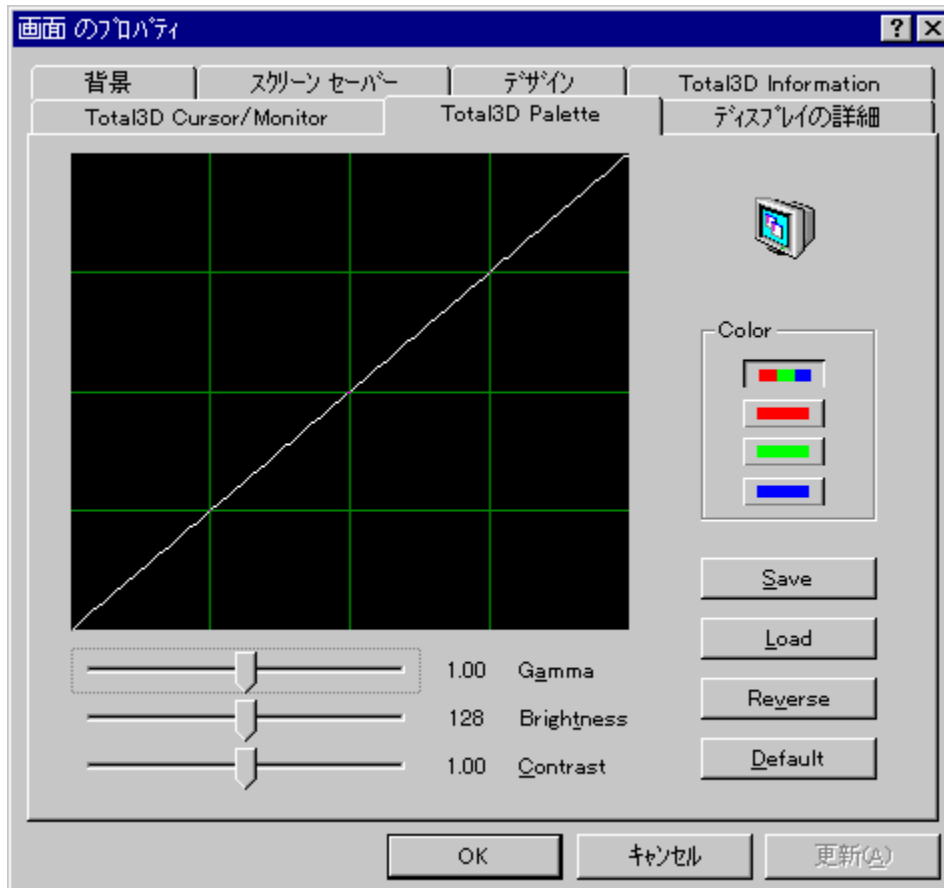 画面 のプロパティ
背景 スクリーン セーバー デザイン Total3D Information
Total3D Cursor/Monitor Total3D Palette ディスプレイの詳細
Color
Save
Load
Reverse
Default
1.00 Gamma
128 Brightness
1.00 Contrast
OK キャンセル 更新(A)